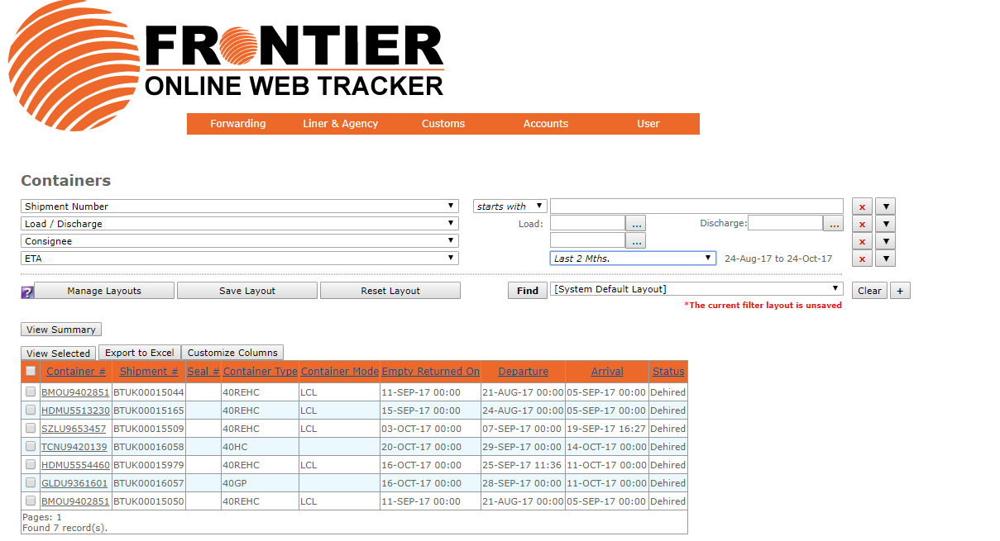 FRONTIER
ONLINE WEB TRACKER
Forwarding Liner & Agency Customs Accounts User
Containers
Shipment Number starts with x
Load / Discharge Load: ... Discharge: ... x
Consignee ... x
ETA Last 2 Mths. 24-Aug-17 to 24-Oct-17 x
? Manage Layouts Save Layout Reset Layout Find [System Default Layout] Clear +
*The current filter layout is unsaved
View Summary
View Selected Export to Excel Customize Columns
Container # Shipment # Seal # Container Type Container Mode Empty Returned On Departure Arrival Status
BMOU9402851 BTUK00015044 40REHC LCL 11-SEP-17 00:00 21-AUG-17 00:00 05-SEP-17 00:00 Dehired
HDMU5513230 BTUK00015165 40REHC LCL 15-SEP-17 00:00 24-AUG-17 00:00 05-SEP-17 00:00 Dehired
SZLU9653457 BTUK00015509 40REHC LCL 03-OCT-17 00:00 07-SEP-17 00:00 19-SEP-17 16:27 Dehired
TCNU9420139 BTUK00016058 40HC 20-OCT-17 00:00 29-SEP-17 00:00 14-OCT-17 00:00 Dehired
HDMU5554460 BTUK00015979 40REHC LCL 16-OCT-17 00:00 25-SEP-17 11:36 11-OCT-17 00:00 Dehired
GLDU9361601 BTUK00016057 40GP 16-OCT-17 00:00 28-SEP-17 00:00 11-OCT-17 00:00 Dehired
BMOU9402851 BTUK00015050 40REHC LCL 11-SEP-17 00:00 21-AUG-17 00:00 05-SEP-17 00:00 Dehired
Pages: 1
Found 7 record(s).